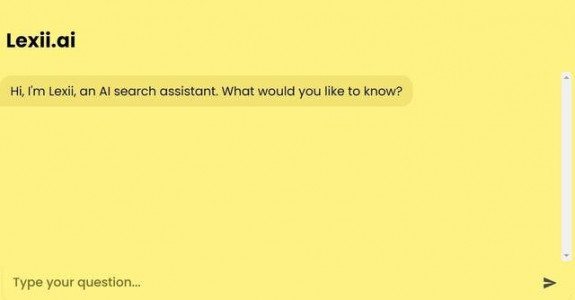 Lexii.ai
Hi, I'm Lexii, an AI search assistant. What would you like to know?
Type your question...